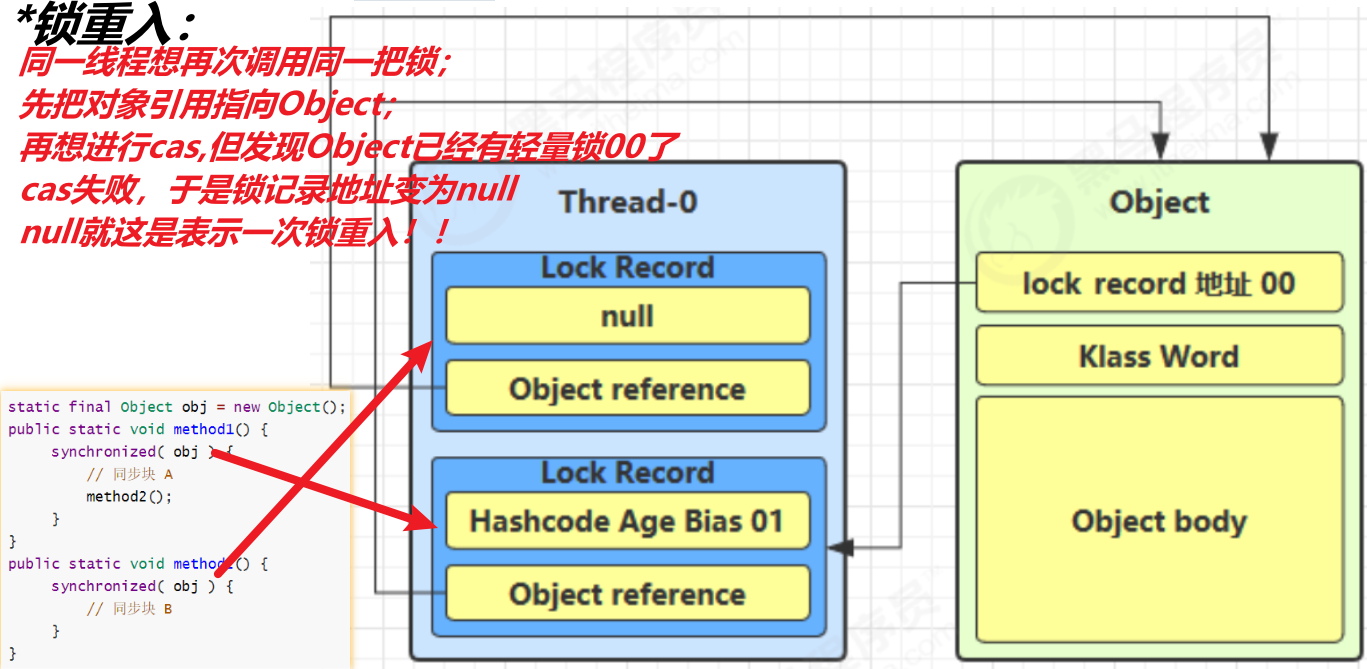 *锁重入：
同一线程想再次调用同一把锁；
先把对象引用指向Object；
再想进行cas,但发现Object已经有轻量锁00了
cas失败，于是锁记录地址变为null
null就这是表示一次锁重入！！
Thread-0
Lock Record
null
Object reference
Lock Record
Hashcode Age Bias 01
Object reference
Object
lock record 地址 00
Klass Word
Object body
static final Object obj = new Object();
public static void method1() {
synchronized( obj ) {
// 同步块 A
method2();
}
}
public static void method2() {
synchronized( obj ) {
// 同步块 B
}
}
黑马程序员